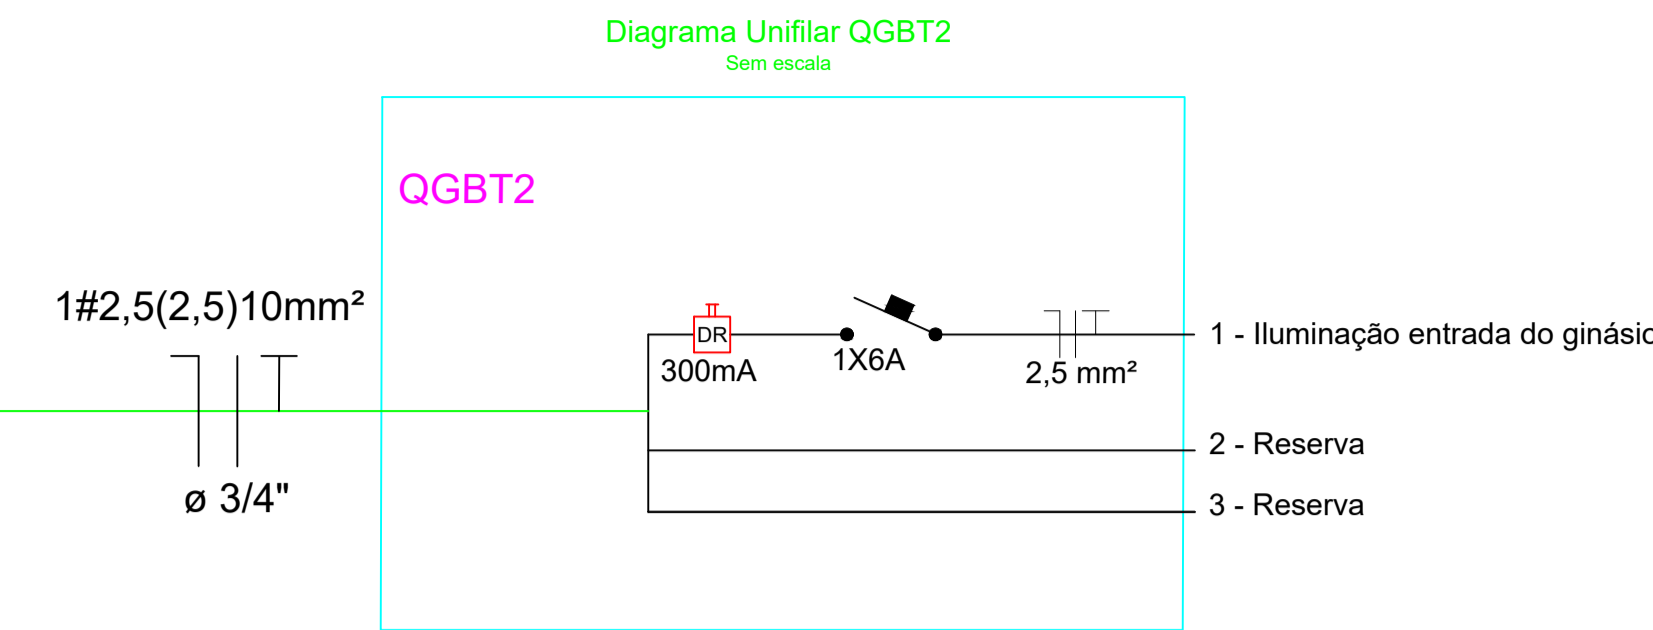 Diagrama Unifilar QGBT2
Sem escala
QGBT2
1#2,5(2,5)10mm²
ø 3/4"
DR
300mA
1X6A
2,5 mm²
1 - Iluminação entrada do ginásio
2 - Reserva
3 - Reserva